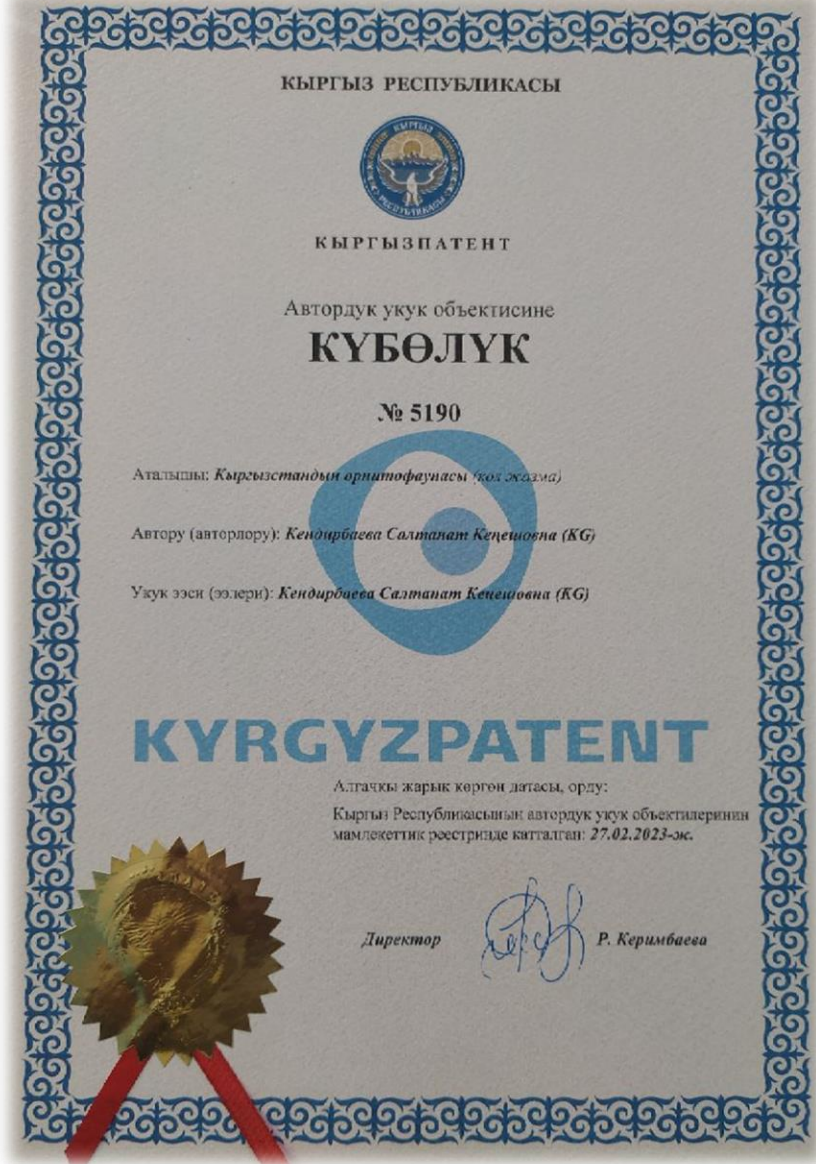 КЫРГЫЗ РЕСПУБЛИКАСЫ
КЫРГЫЗ
РЕСПУБЛИКАСЫ
КЫРГЫЗПАТЕНТ
Автордук укук объектисине
КҮБӨЛҮК
№ 5190
Аталышы: Кыргызстандын орнитофаунасы (кол жазма)
Автору (авторлору): Кендирбаева Салтанат Кеңешовна (KG)
Укук ээси (ээлери): Кендирбаева Салтанат Кеңешовна (KG)
KYRGYZPATENT
Алгачкы жарык көргөн датасы, орду:
Кыргыз Республикасынын автордук укук объектилеринин
мамлекеттик реестринде катталган: 27.02.2023-ж.
Директор Р. Керимбаева